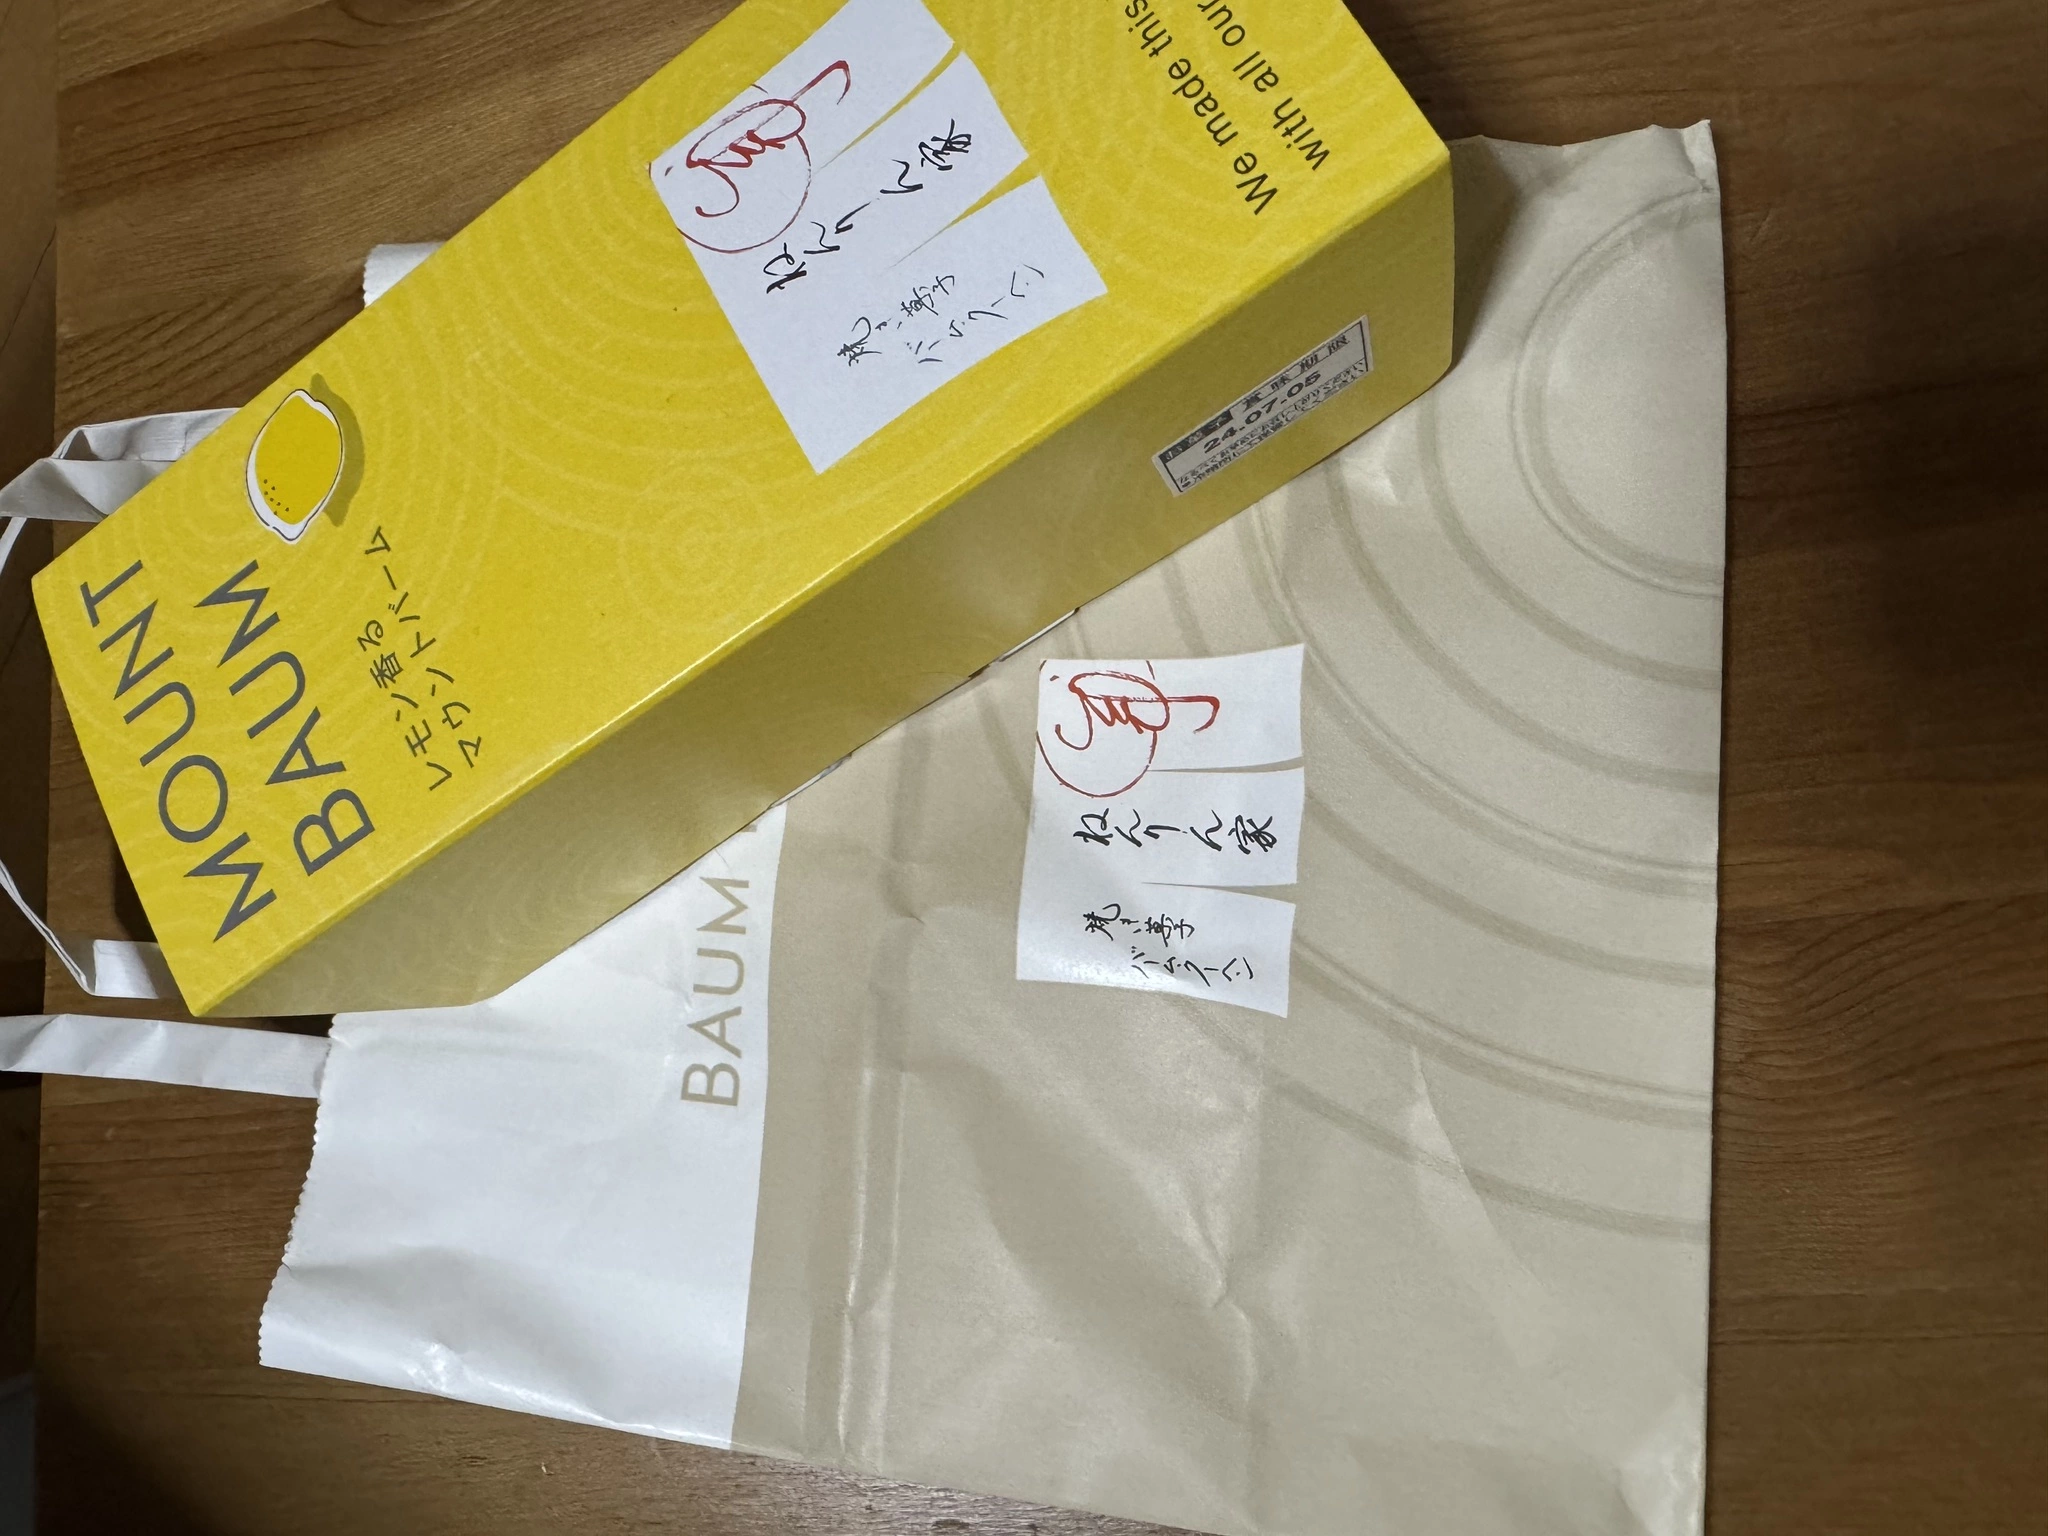 MOUNT
BAUM
レモン香る
マウントバーム
ねんりん家
焼き菓子
バームクーヘン
We made this
with all our
賞味期限
24.07.05
BAUM
ねんりん家
焼き菓子
バームクーヘン